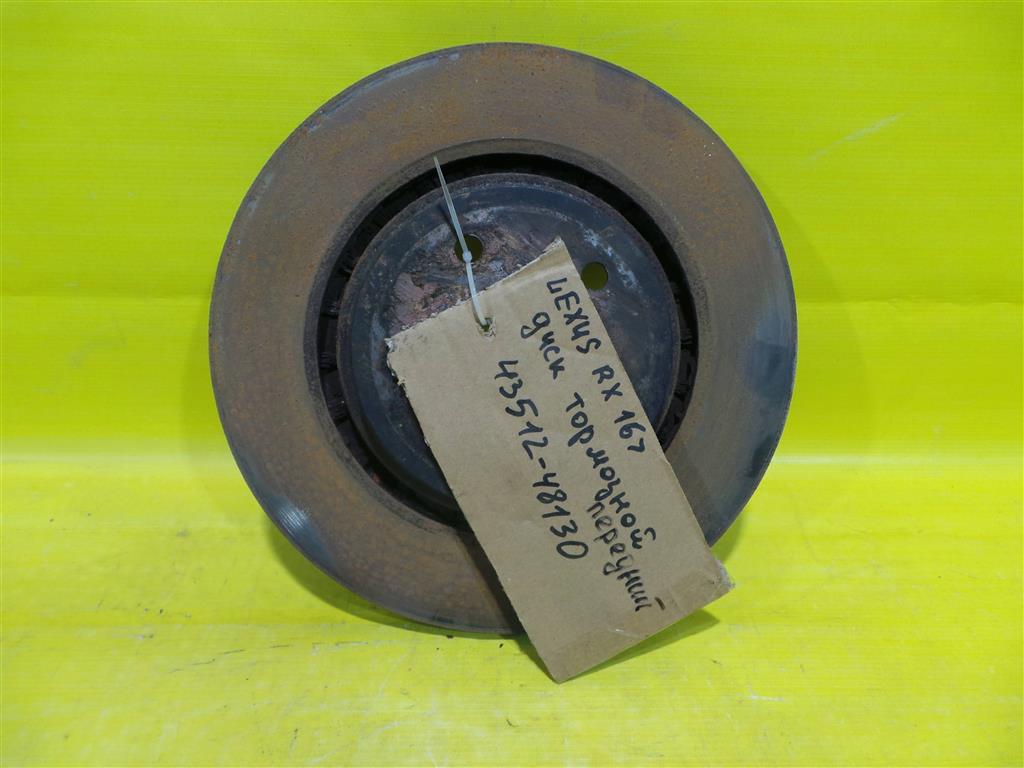 LEXUS RX 16г
диск тормозной
передний
43512-48130